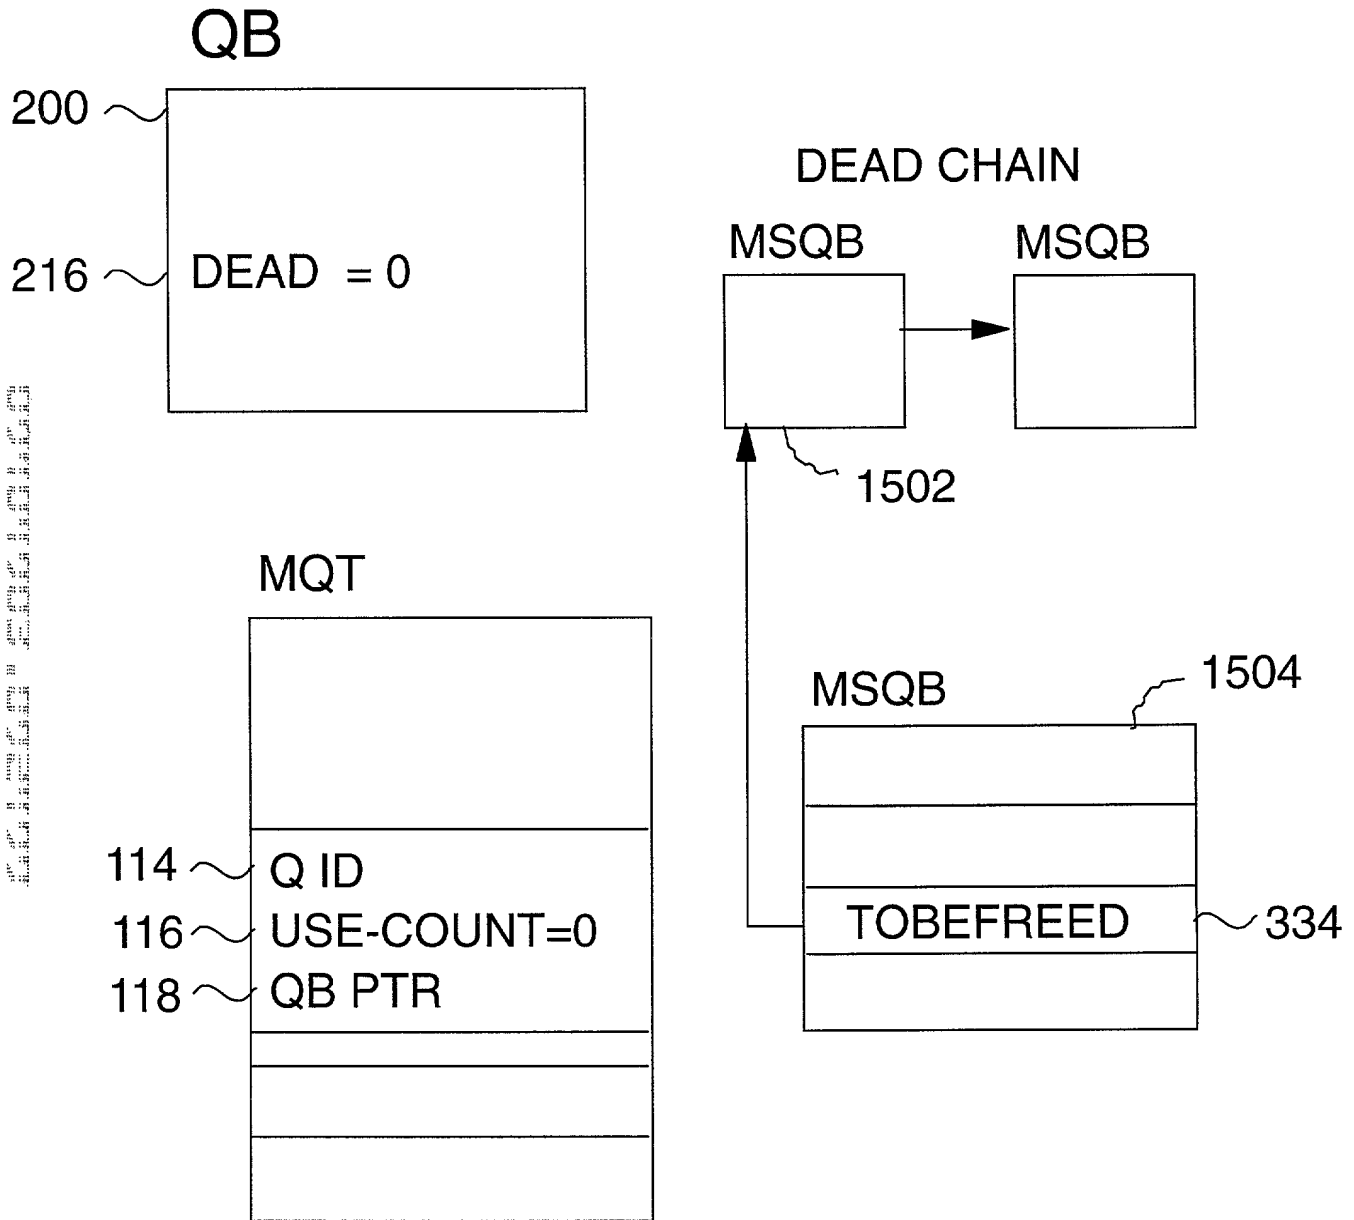 QB
200
216
DEAD = 0
DEAD CHAIN
MSQB
MSQB
1502
MQT
114
Q ID
116
USE-COUNT=0
118
QB PTR
MSQB
1504
TOBEFREED
334